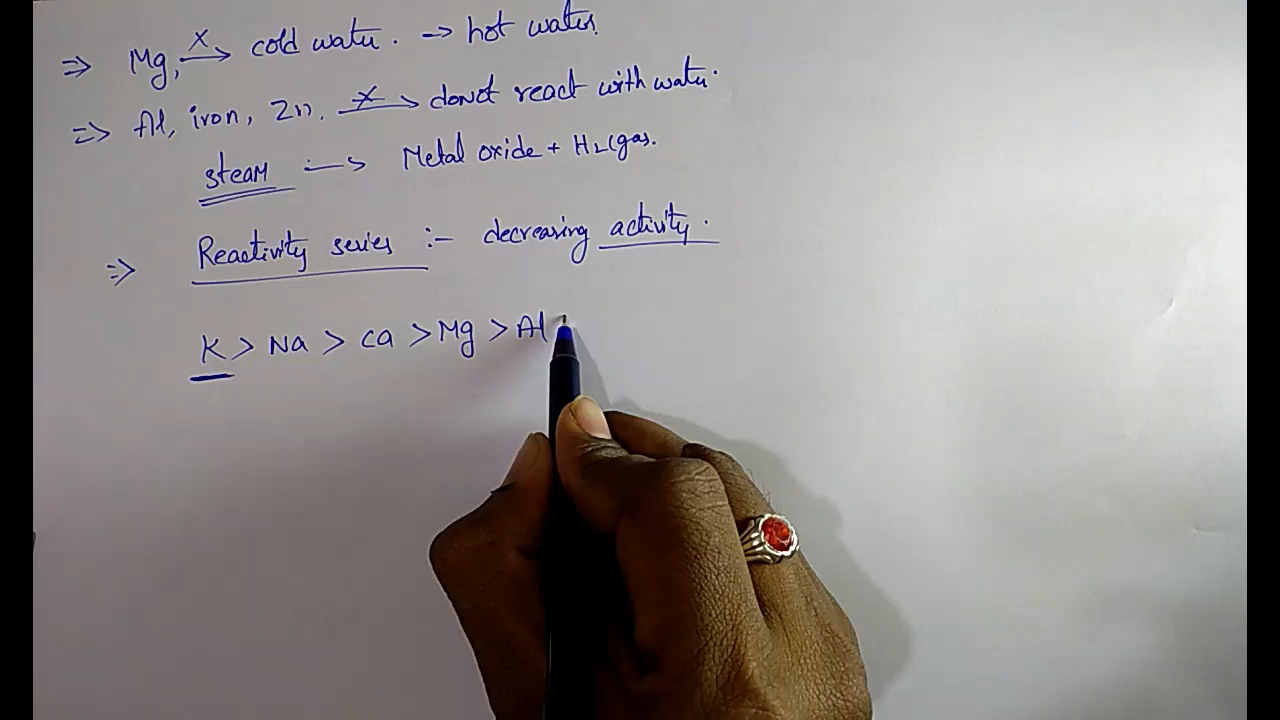 ⇒ Mg, X→ cold water. → hot water.
⇒ Al, iron, Zn. X→ donot react with water.
steam → Metal oxide + H2(gas.
⇒ Reactivity series :- decreasing activity.
K > Na > Ca > Mg > Al